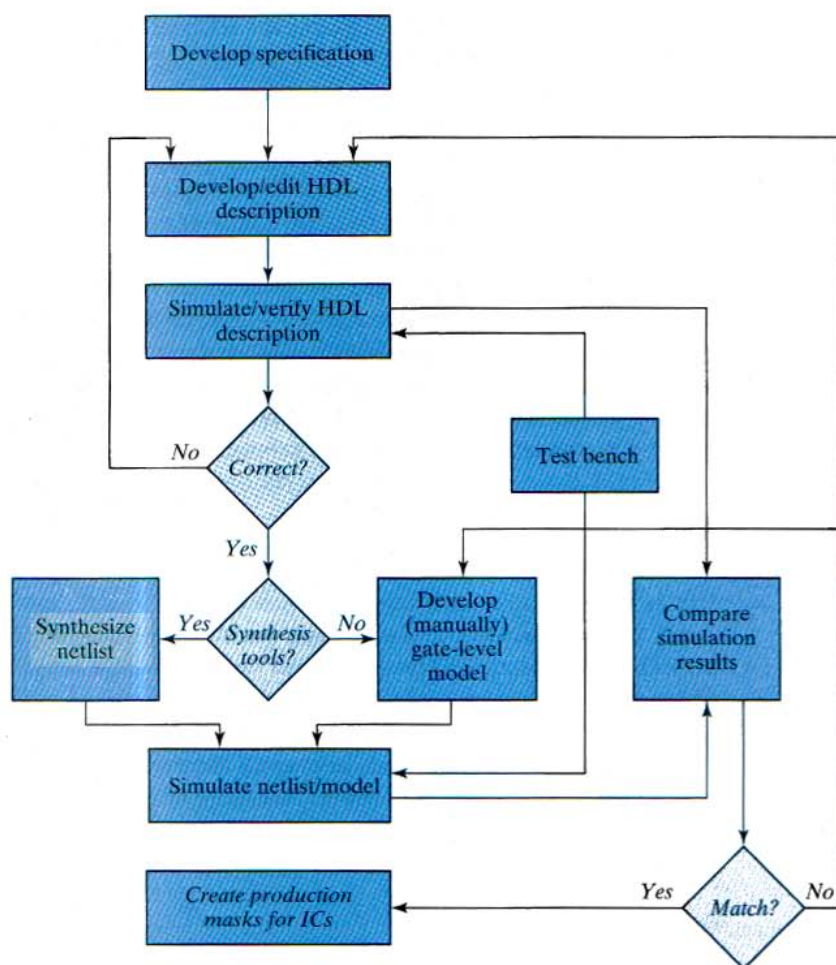 Develop specification
Develop/edit HDL
description
Simulate/verify HDL
description
No
Correct?
Test bench
Yes
Synthesize
netlist
Yes
Synthesis
tools?
No
Develop
(manually)
gate-level
model
Compare
simulation
results
Simulate netlist/model
Create production
masks for ICs
Yes
Match?
No